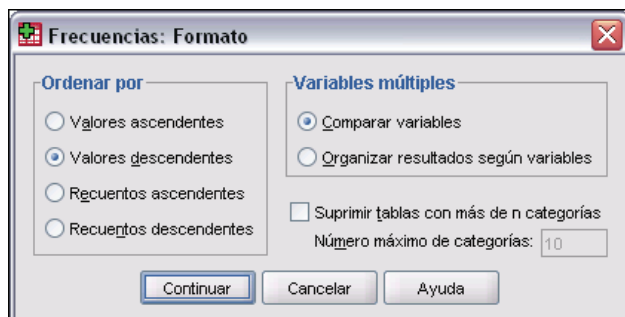 Frecuencias: Formato
Ordenar por
Valores ascendentes
Valores descendentes
Recuentos ascendentes
Recuentos descendentes
Variables múltiples
Comparar variables
Organizar resultados según variables
Suprimir tablas con más de n categorías
Número máximo de categorías: 10
Continuar
Cancelar
Ayuda